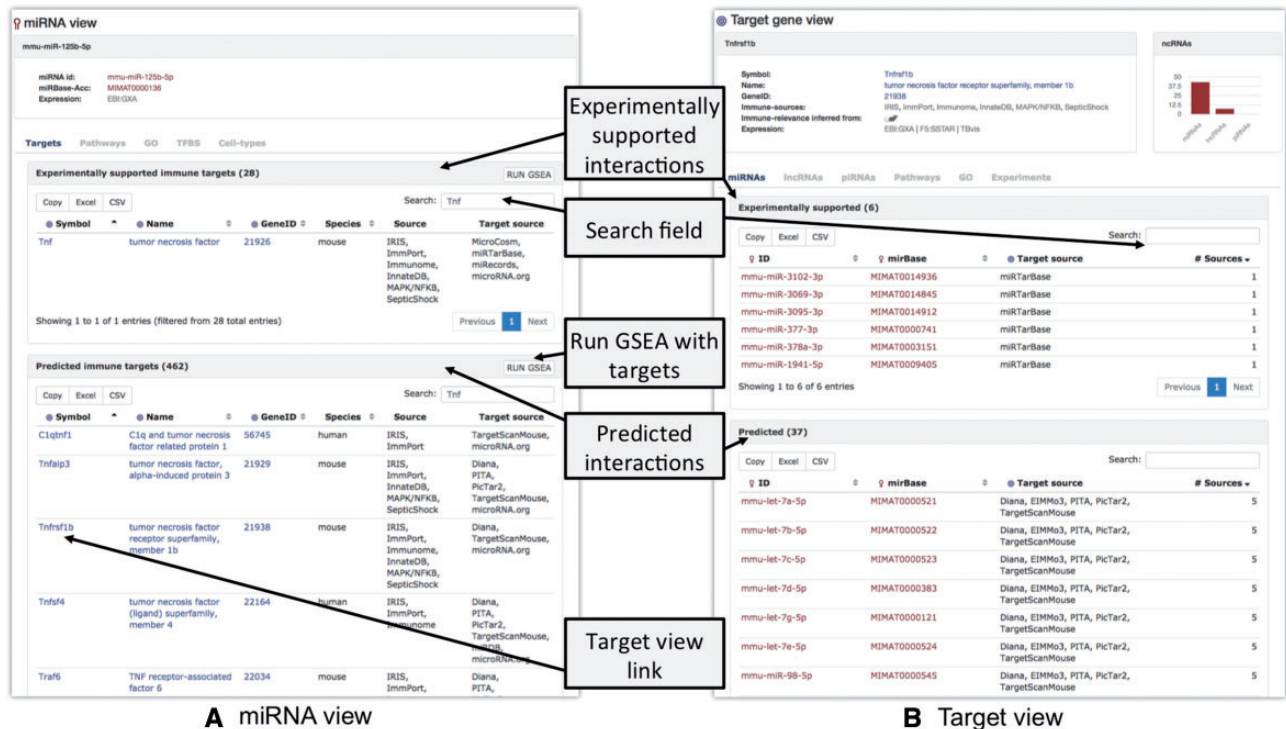 miRNA view
mmu-miR-125b-5p
miRNA id: mmu-miR-125b-5p
miRBase-Acc: MIMAT0000136
Expression: EBI:GXA
Targets Pathways GO TFBS Cell-types
Experimentally supported immune targets (28) RUN GSEA
Copy Excel CSV Search: Tnf
Symbol Name GeneID Species Source Target source
Tnf tumor necrosis factor 21926 mouse IRIS, MicroCosm,
ImmPort, miRTarBase,
Immunome, miRecords,
InnateDB, microRNA.org
MAPK/NFKB,
SepticShock
Showing 1 to 1 of 1 entries (filtered from 28 total entries) Previous 1 Next
Predicted immune targets (462) RUN GSEA
Copy Excel CSV Search: Tnf
Symbol Name GeneID Species Source Target source
C1qtnf1 C1q and tumor necrosis 56745 human IRIS, TargetScanMouse,
factor related protein 1 ImmPort microRNA.org
Tnfaip3 tumor necrosis factor, 21929 mouse IRIS, Diana,
alpha-induced protein 3 ImmPort, PITA,
InnateDB, PicTar2,
MAPK/NFKB, TargetScanMouse,
SepticShock microRNA.org
Tnfrsf1b tumor necrosis factor 21938 mouse IRIS, Diana,
receptor superfamily, ImmPort, TargetScanMouse,
member 1b Immunome, microRNA.org
InnateDB,
MAPK/NFKB,
SepticShock
Tnfsf4 tumor necrosis factor 22164 human IRIS, Diana,
(ligand) superfamily, ImmPort, PITA,
member 4 Immunome PicTar2,
TargetScanMouse,
miRDB,
microRNA.org
Traf6 TNF receptor-associated 22034 mouse IRIS, Diana,
factor 6 ImmPort, PITA,
A miRNA view
Experimentally
supported
interactions
Search field
Run GSEA with
targets
Predicted
interactions
Target view
link
Target gene view
Tnfrsf1b
Symbol: Tnfrsf1b
Name: tumor necrosis factor receptor superfamily, member 1b
GeneID: 21938
Immune-sources: IRIS, ImmPort, Immunome, InnateDB, MAPK/NFKB, SepticShock
Immune-relevance inferred from:
Expression: EBI:GXA | F5:SSTAR | TBvis
ncRNAs
50
37.5
25
12.5
0
miRNAs lncRNAs piRNAs
miRNAs lncRNAs piRNAs Pathways GO Experiments
Experimentally supported (6)
Copy Excel CSV Search:
ID mirBase Target source # Sources
mmu-miR-3102-3p MIMAT0014936 miRTarBase 1
mmu-miR-3069-3p MIMAT0014845 miRTarBase 1
mmu-miR-3095-3p MIMAT0014912 miRTarBase 1
mmu-miR-377-3p MIMAT0000741 miRTarBase 1
mmu-miR-378a-3p MIMAT0003151 miRTarBase 1
mmu-miR-1941-5p MIMAT0009405 miRTarBase 1
Showing 1 to 6 of 6 entries Previous 1 Next
Predicted (37)
Copy Excel CSV Search:
ID mirBase Target source # Sources
mmu-let-7a-5p MIMAT0000521 Diana, EIMMo3, PITA, PicTar2, 5
TargetScanMouse
mmu-let-7b-5p MIMAT0000522 Diana, EIMMo3, PITA, PicTar2, 5
TargetScanMouse
mmu-let-7c-5p MIMAT0000523 Diana, EIMMo3, PITA, PicTar2, 5
TargetScanMouse
mmu-let-7d-5p MIMAT0000383 Diana, EIMMo3, PITA, PicTar2, 5
TargetScanMouse
mmu-let-7g-5p MIMAT0000121 Diana, EIMMo3, PITA, PicTar2, 5
TargetScanMouse
mmu-let-7e-5p MIMAT0000524 Diana, EIMMo3, PITA, PicTar2, 5
TargetScanMouse
mmu-miR-98-5p MIMAT0000545 Diana, EIMMo3, PITA, PicTar2, 5
TargetScanMouse
B Target view